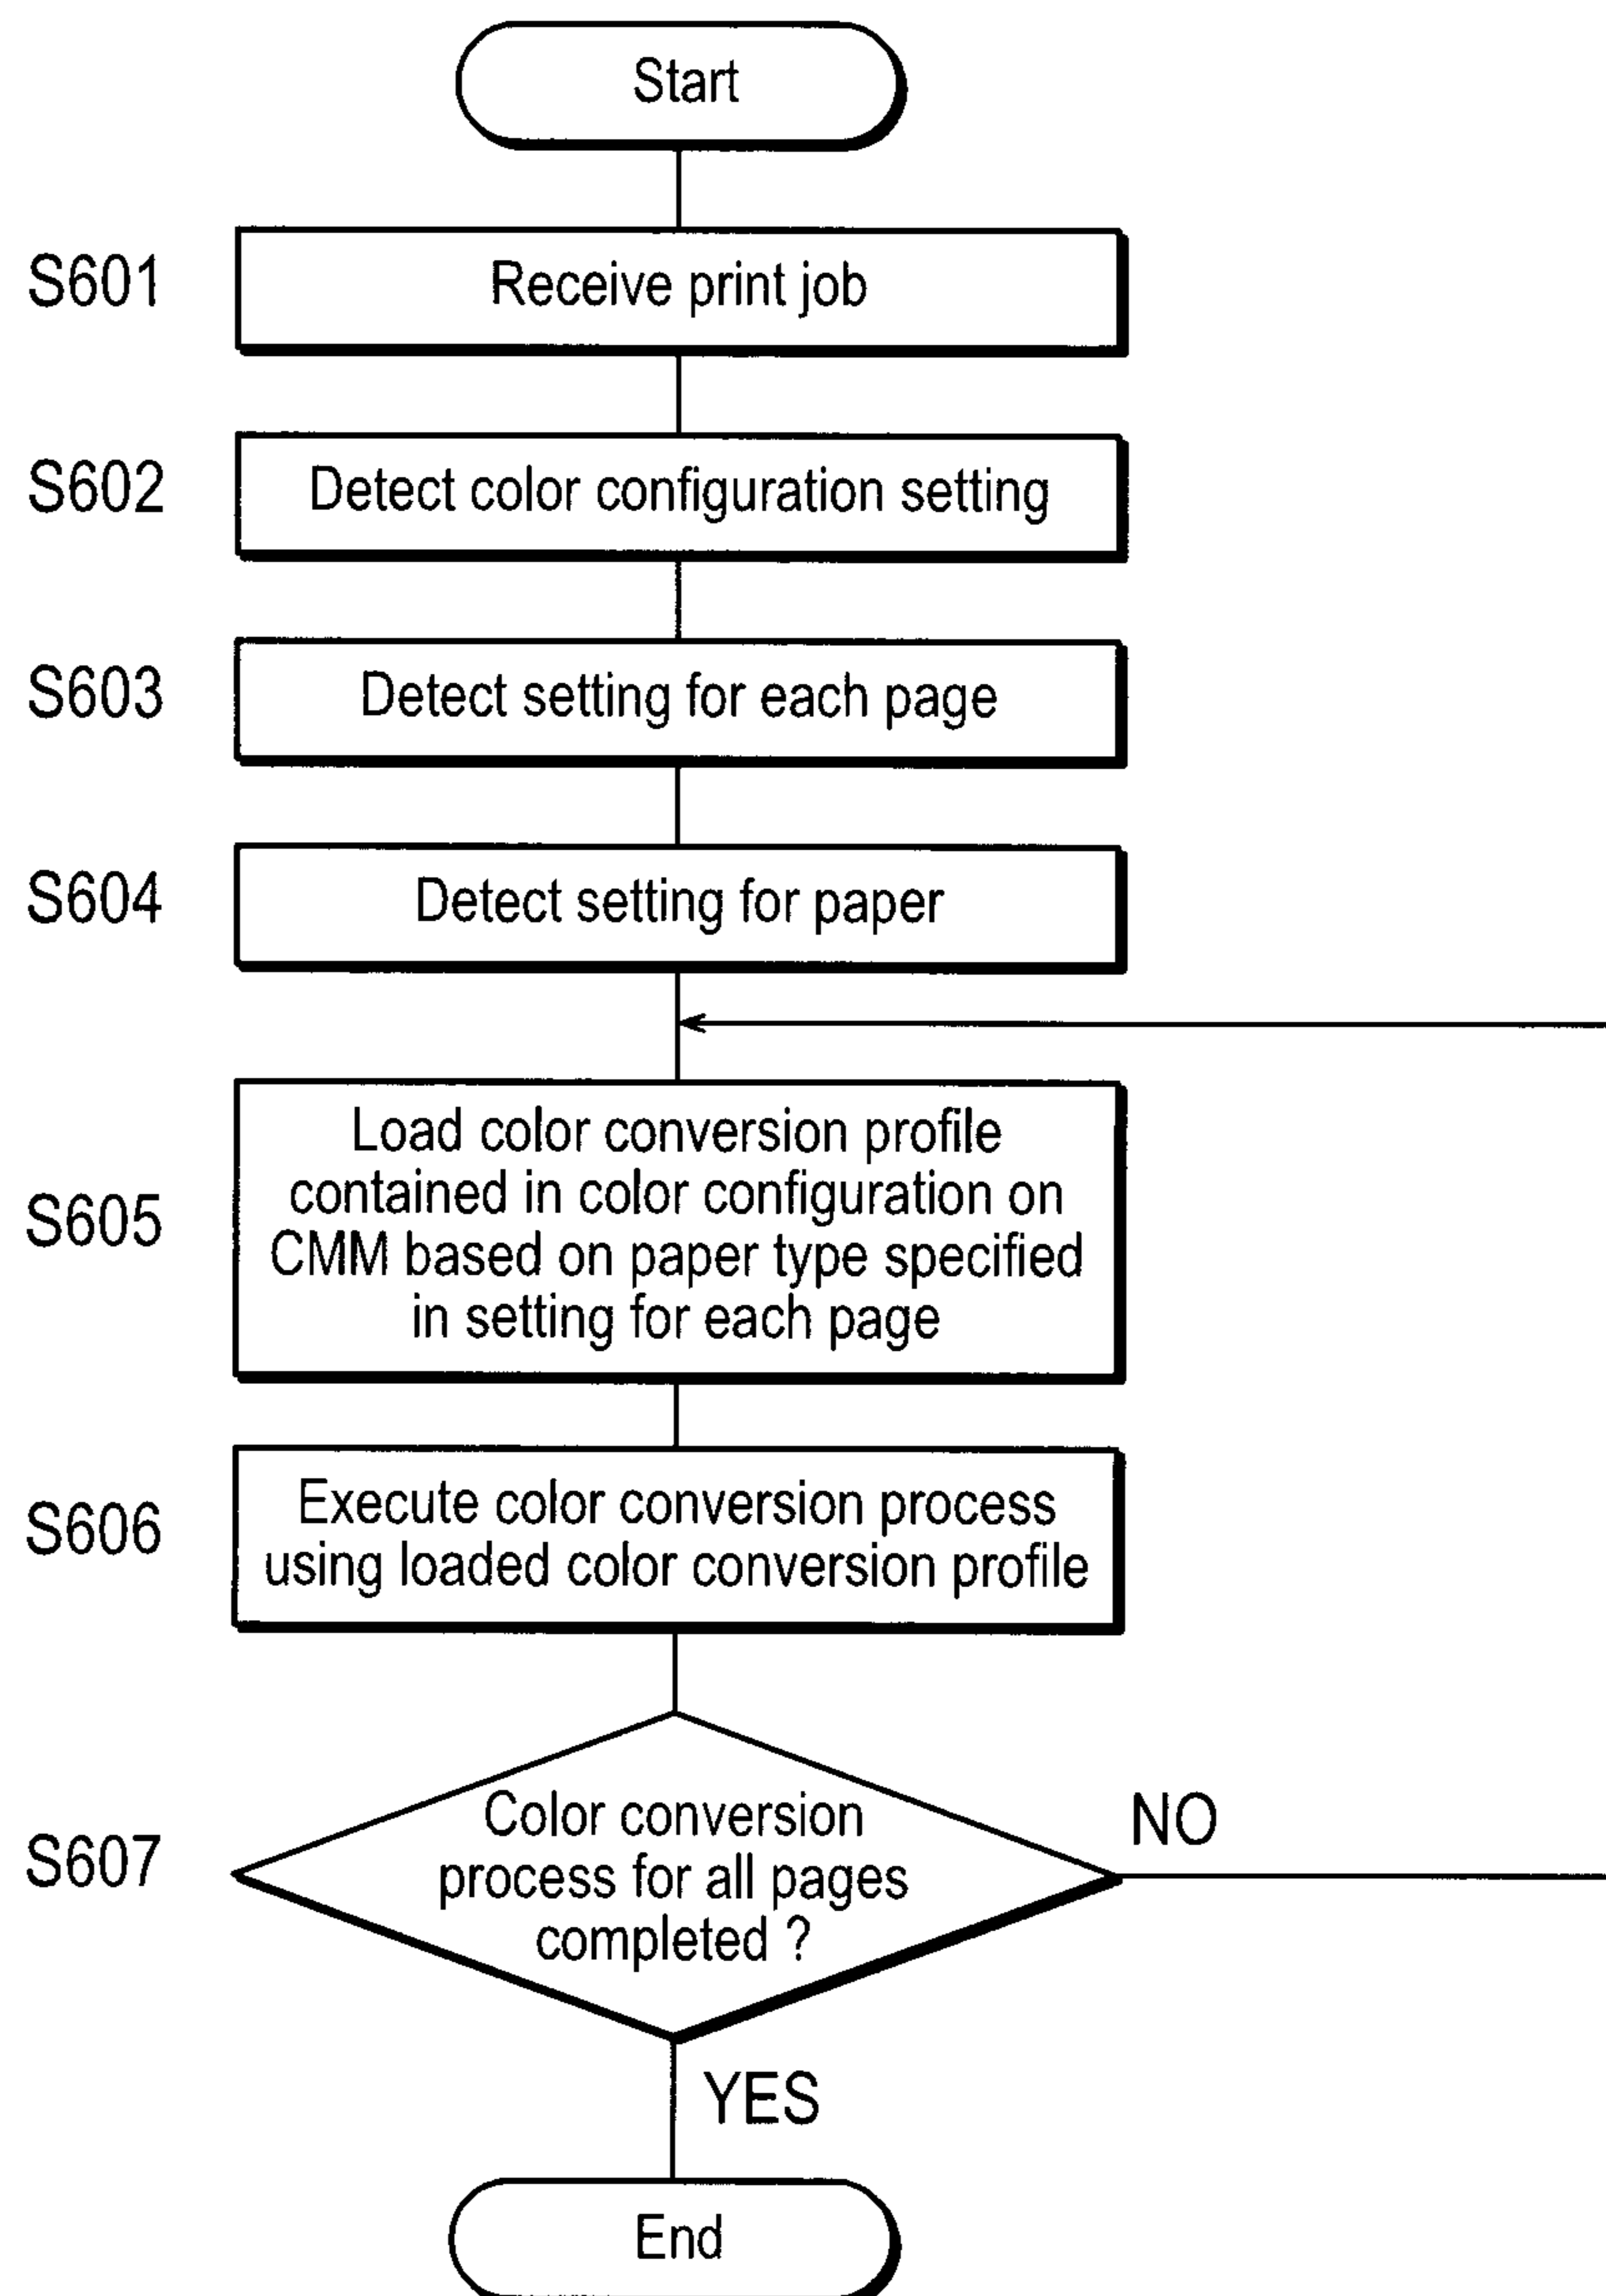 Start
S601
Receive print job
S602
Detect color configuration setting
S603
Detect setting for each page
S604
Detect setting for paper
S605
Load color conversion profile
contained in color configuration on
CMM based on paper type specified
in setting for each page
S606
Execute color conversion process
using loaded color conversion profile
S607
Color conversion
process for all pages
completed ?
NO
YES
End